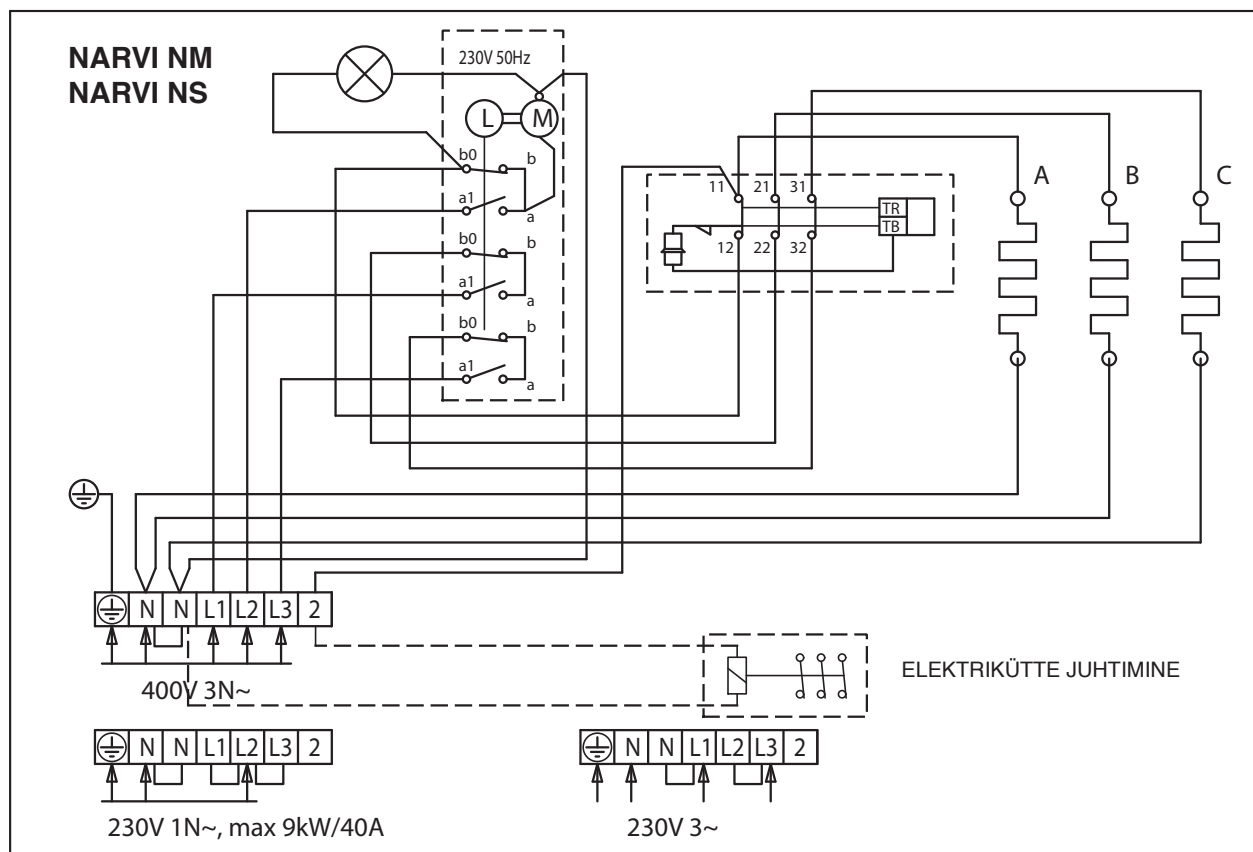 NARVI NM
NARVI NS
230V 50Hz
L M
b0 b
a1 a
b0 b
a1 a
b0 b
a1 a
11 21 31
TR
TB
12 22 32
A B C
N N L1 L2 L3 2
400V 3N~
ELEKTRIKÜTTE JUHTIMINE
N N L1 L2 L3 2
230V 1N~, max 9kW/40A
N N L1 L2 L3 2
230V 3~